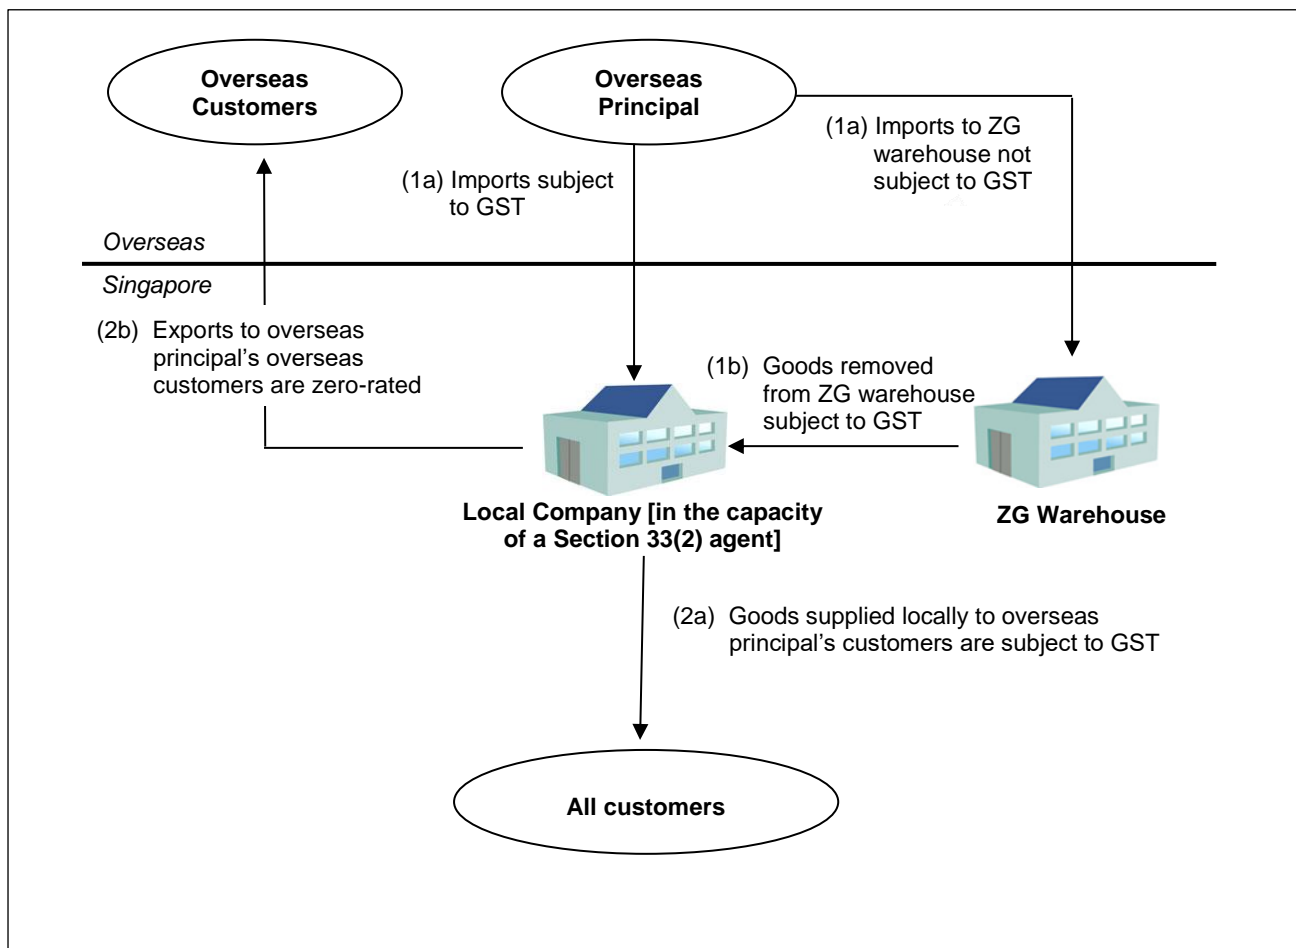 Overseas
Customers
Overseas
Principal
(1a) Imports to ZG
warehouse not
subject to GST
(1a) Imports subject
to GST
Overseas
Singapore
(2b) Exports to overseas
principal's overseas
customers are zero-rated
(1b) Goods removed
from ZG warehouse
subject to GST
Local Company [in the capacity
of a Section 33(2) agent]
ZG Warehouse
(2a) Goods supplied locally to overseas
principal's customers are subject to GST
All customers